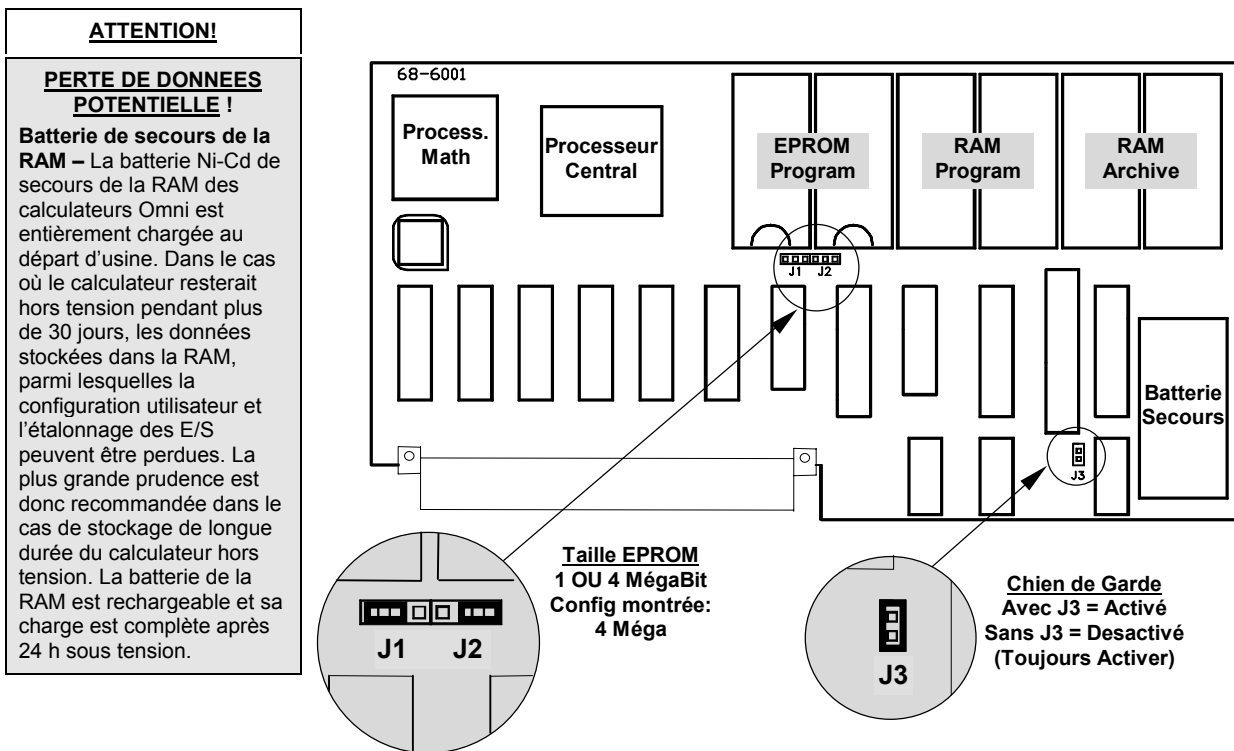 ATTENTION!
PERTE DE DONNEES
POTENTIELLE !
Batterie de secours de la
RAM – La batterie Ni-Cd de
secours de la RAM des
calculateurs Omni est
entièrement chargée au
départ d'usine. Dans le cas
où le calculateur resterait
hors tension pendant plus
de 30 jours, les données
stockées dans la RAM,
parmi lesquelles la
configuration utilisateur et
l'étalonnage des E/S
peuvent être perdues. La
plus grande prudence est
donc recommandée dans le
cas de stockage de longue
durée du calculateur hors
tension. La batterie de la
RAM est rechargeable et sa
charge est complète après
24 h sous tension.
68-6001
Process.
Math
Processeur
Central
EPROM
Program
RAM
Program
RAM
Archive
J1 J2
Batterie
Secours
J3
J1 J2
Taille EPROM
1 OU 4 MégaBit
Config montrée:
4 Méga
J3
Chien de Garde
Avec J3 = Activé
Sans J3 = Desactivé
(Toujours Activer)